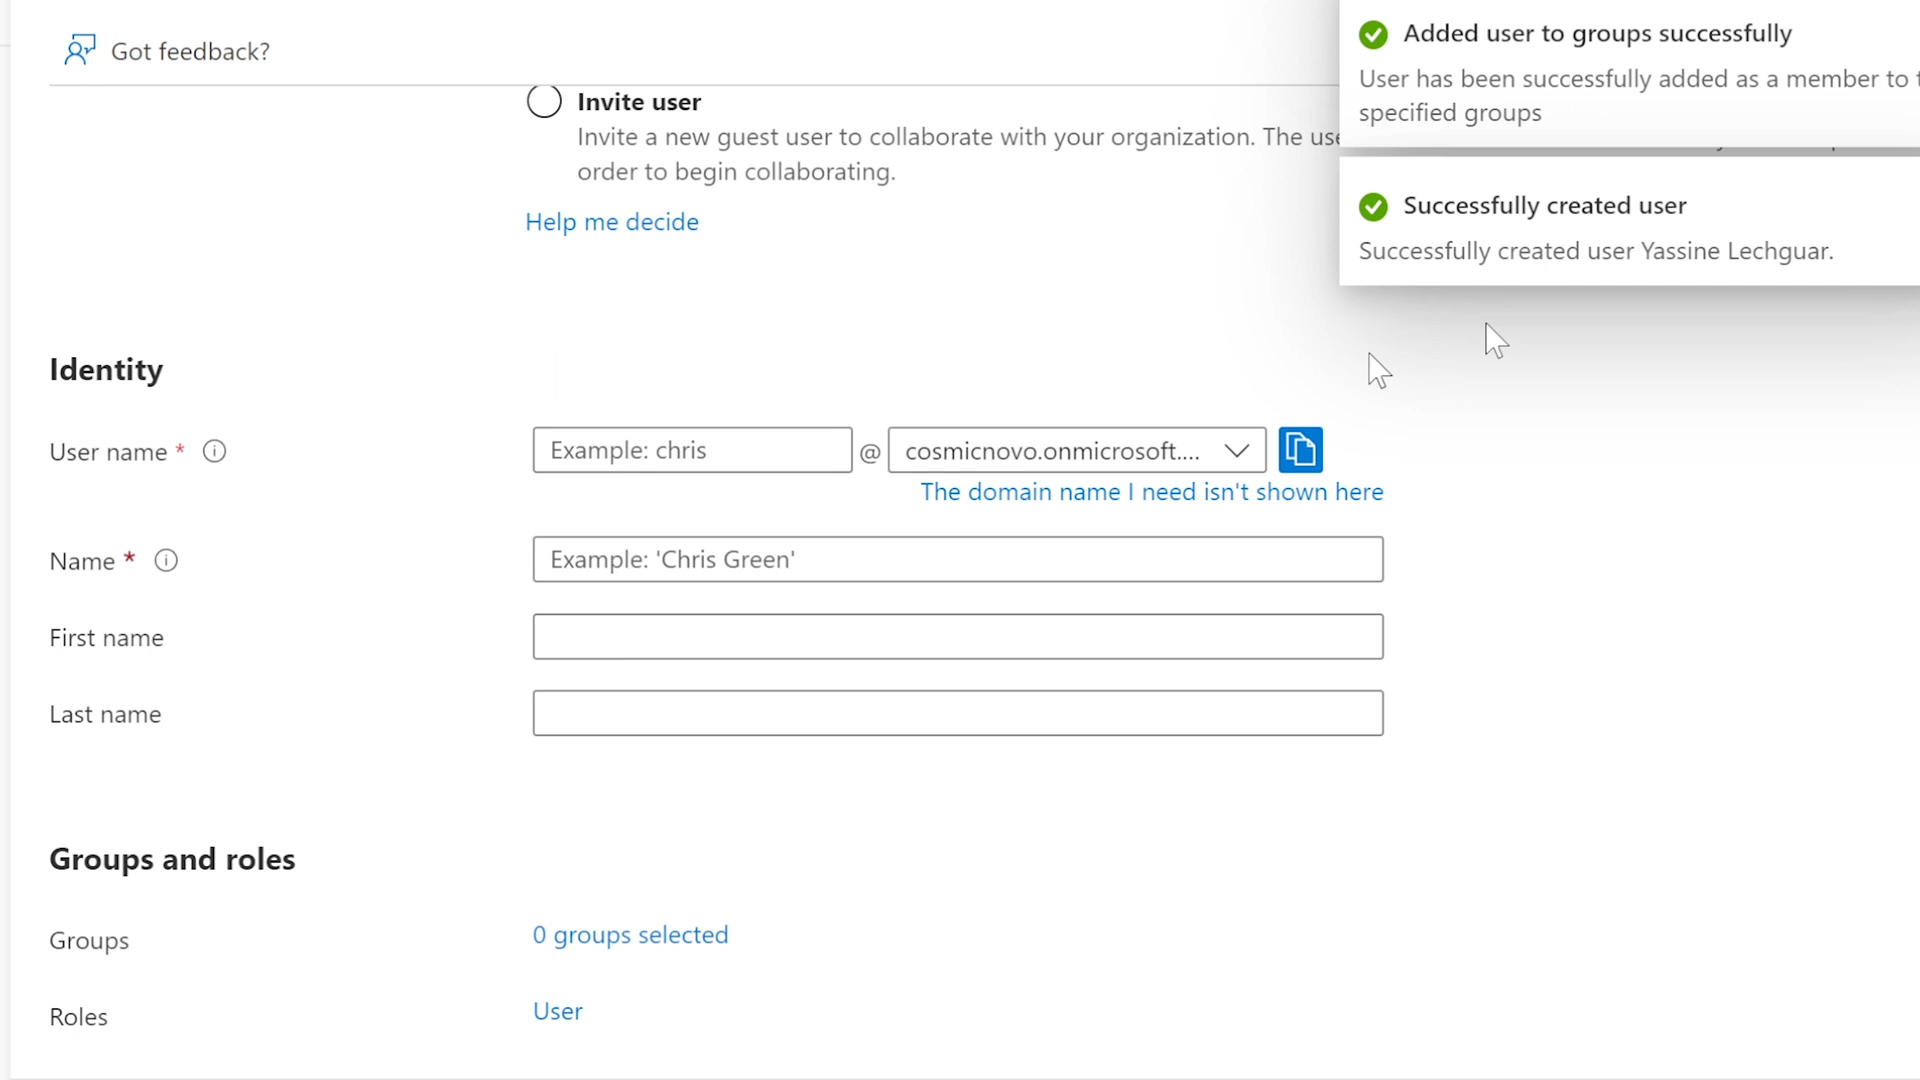 Got feedback?
Added user to groups successfully
User has been successfully added as a member to
specified groups
Invite user
Invite a new guest user to collaborate with your organization. The
order to begin collaborating.
Help me decide
Successfully created user
Successfully created user Yassine Lechguar.
Identity
User name *
Example: chris @ cosmicnovo.onmicrosoft....
The domain name I need isn't shown here
Name *
Example: 'Chris Green'
First name
Last name
Groups and roles
Groups
0 groups selected
Roles
User